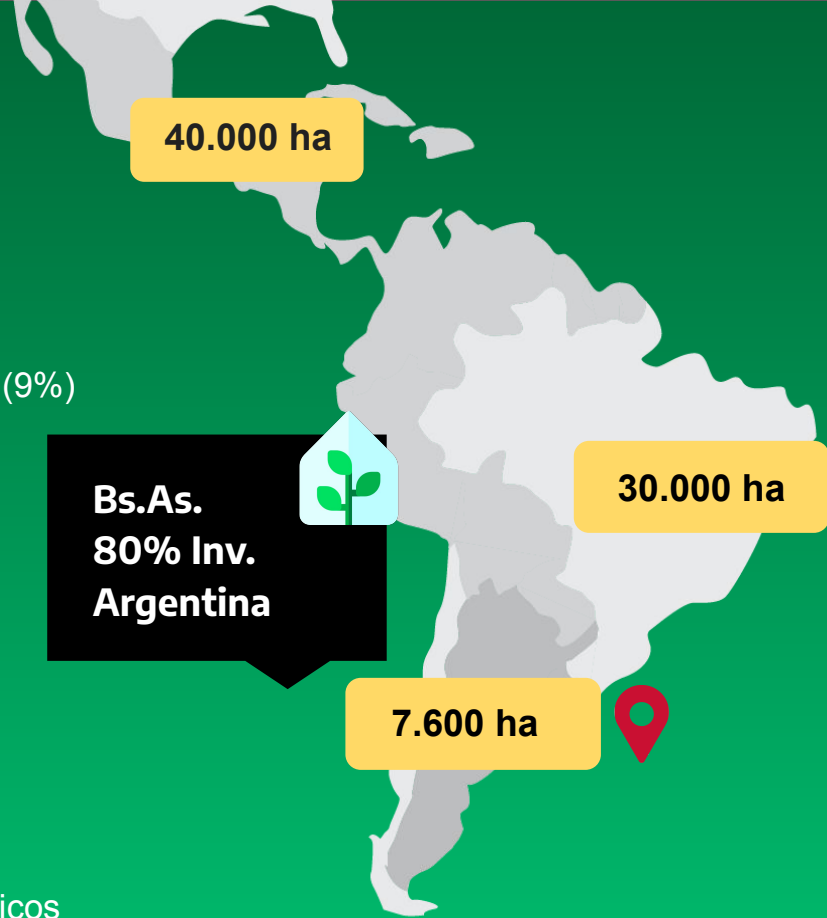 40.000 ha
(9%)
Bs.As.
80% Inv.
Argentina
30.000 ha
7.600 ha
icos